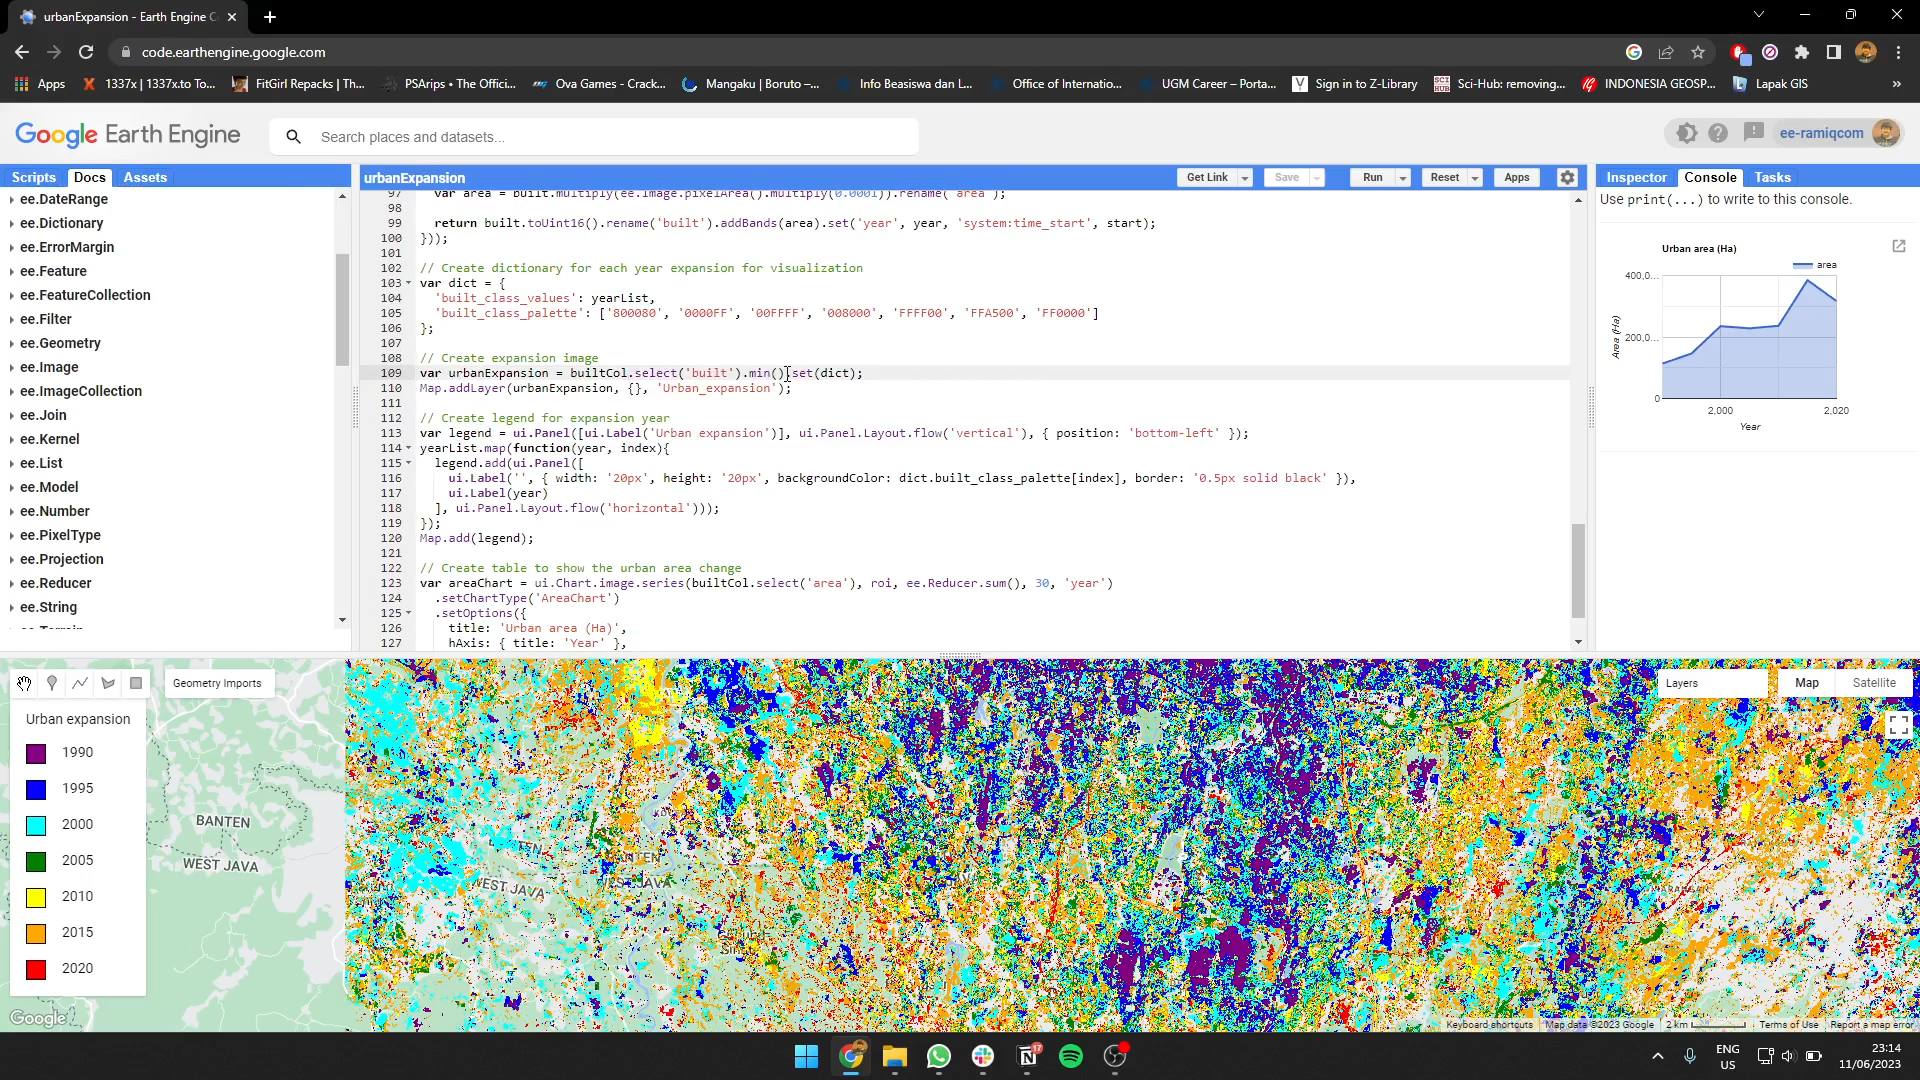 urbanExpansion - Earth Engine C
code.earthengine.google.com
Apps
1337x | 1337x.to To...
FitGirl Repacks | Th...
PSArips • The Offici...
Ova Games - Crack...
Mangaku | Boruto –...
Info Beasiswa dan L...
Office of Internatio...
UGM Career – Porta...
Sign in to Z-Library
Sci-Hub: removing...
INDONESIA GEOSP...
Lapak GIS
»
Google Earth Engine
Search places and datasets...
ee-ramiqcom
Scripts Docs Assets
ee.DateRange
ee.Dictionary
ee.ErrorMargin
ee.Feature
ee.FeatureCollection
ee.Filter
ee.Geometry
ee.Image
ee.ImageCollection
ee.Join
ee.Kernel
ee.List
ee.Model
ee.Number
ee.PixelType
ee.Projection
ee.Reducer
ee.String
urbanExpansion
Get Link Save Run Reset Apps
97 var area = built.multiply(ee.Image.pixelArea().multiply(0.0001)).rename('area');
98
99 return built.toUint16().rename('built').addBands(area).set('year', year, 'system:time_start', start);
100 }));
101
102 // Create dictionary for each year expansion for visualization
103 var dict = {
104 'built_class_values': yearList,
105 'built_class_palette': ['800080', '0000FF', '00FFFF', '008000', 'FFFF00', 'FFA500', 'FF0000']
106 };
107
108 // Create expansion image
109 var urbanExpansion = builtCol.select('built').min().set(dict);
110 Map.addLayer(urbanExpansion, {}, 'Urban_expansion');
111
112 // Create legend for expansion year
113 var legend = ui.Panel([ui.Label('Urban expansion')], ui.Panel.Layout.flow('vertical'), { position: 'bottom-left' });
114 yearList.map(function(year, index){
115 legend.add(ui.Panel([
116 ui.Label('', { width: '20px', height: '20px', backgroundColor: dict.built_class_palette[index], border: '0.5px solid black' }),
117 ui.Label(year)
118 ], ui.Panel.Layout.flow('horizontal')));
119 });
120 Map.add(legend);
121
122 // Create table to show the urban area change
123 var areaChart = ui.Chart.image.series(builtCol.select('area'), roi, ee.Reducer.sum(), 30, 'year')
124 .setChartType('AreaChart')
125 .setOptions({
126 title: 'Urban area (Ha)',
127 hAxis: { title: 'Year' },
Inspector Console Tasks
Use print(...) to write to this console.
Urban area (Ha)
area
400,0...
200,0...
0
Area (Ha)
2,000 2,020
Year
Geometry Imports
Urban expansion
1990
1995
2000
2005
2010
2015
2020
BANTEN
WEST JAVA
WEST JAVA
Layers
Map Satellite
Google
Keyboard shortcuts Map data ©2023 Google 2 km Terms of Use Report a map error
17
ENG
US
23:14
11/06/2023